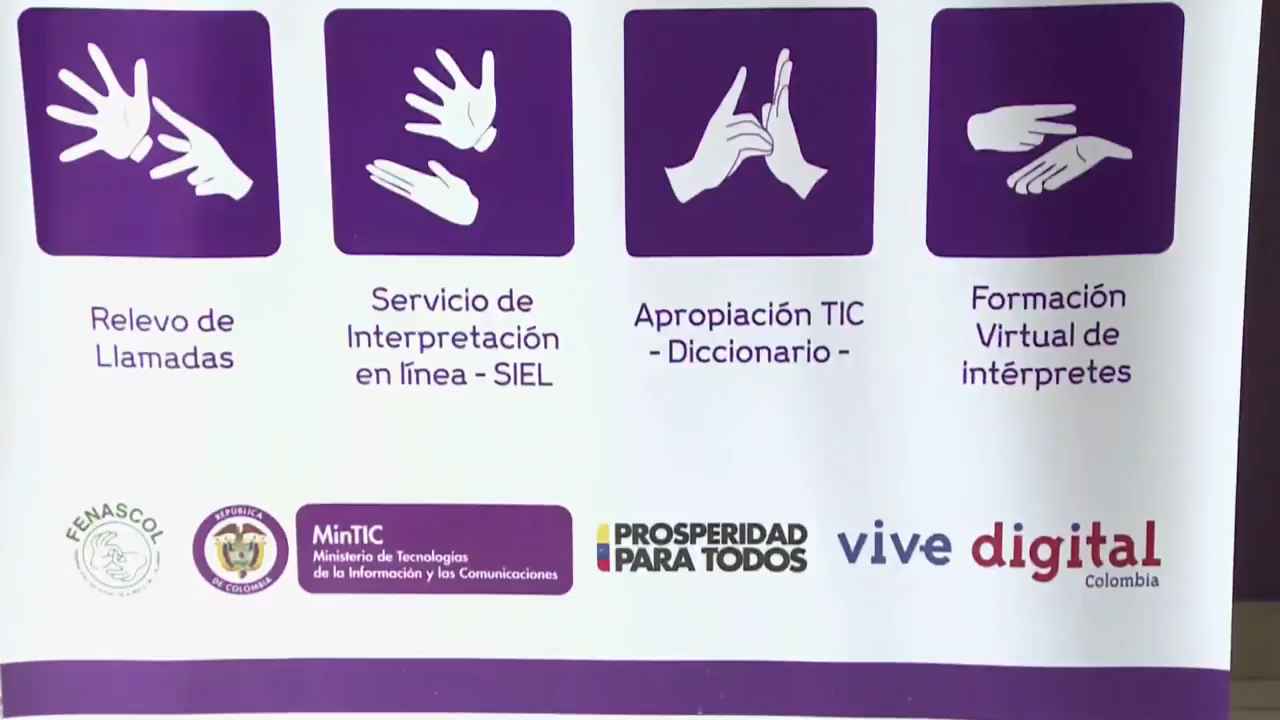 Relevo de
Llamadas
Servicio de
Interpretación
en línea - SIEL
Apropiación TIC
- Diccionario -
Formación
Virtual de
intérpretes
FENASCOL
REPÚBLICA
DE COLOMBIA
MinTIC
Ministerio de Tecnologías
de la Información y las Comunicaciones
PROSPERIDAD
PARA TODOS
vive digital
Colombia